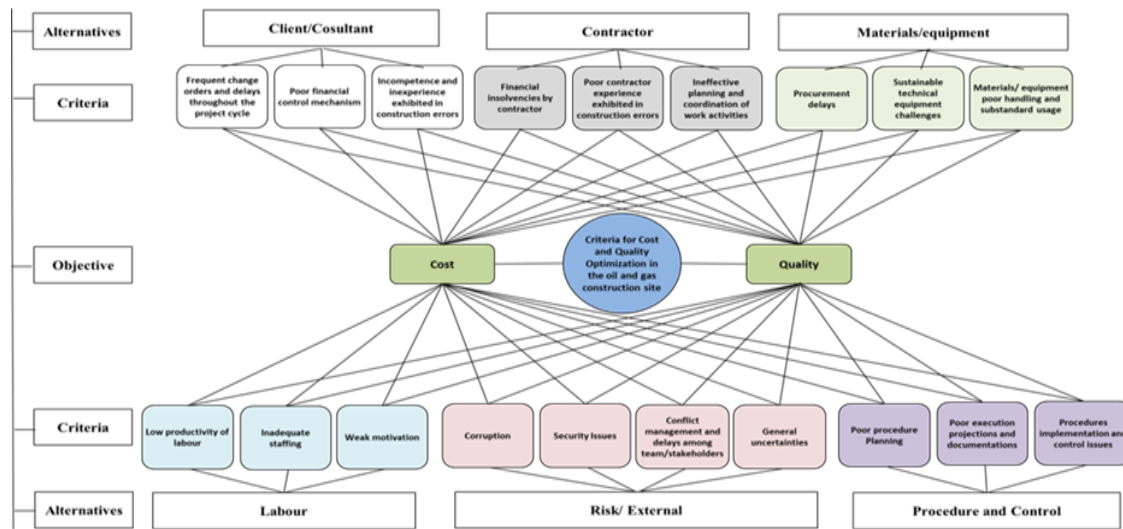 Alternatives
Client/Cosultant
Contractor
Materials/equipment
Criteria
Frequent change
orders and delays
throughout the
project cycle
Poor financial
control mechanism
Incompetence and
inexperience
exhibited in
construction errors
Financial
insolvencies by
contractor
Poor contractor
experience
exhibited in
construction errors
Ineffective
planning and
coordination of
work activities
Procurement
delays
Sustainable
technical
equipment
challenges
Materials/ equipment
poor handling and
substandard usage
Objective
Cost
Criteria for Cost
and Quality
Optimization in
the oil and gas
construction site
Quality
Criteria
Low productivity of
labour
Inadequate
staffing
Weak motivation
Corruption
Security Issues
Conflict
management and
delays among
team/stakeholders
General
uncertainties
Poor procedure
Planning
Poor execution
projections and
documentations
Procedures
implementation and
control issues
Alternatives
Labour
Risk/ External
Procedure and Control